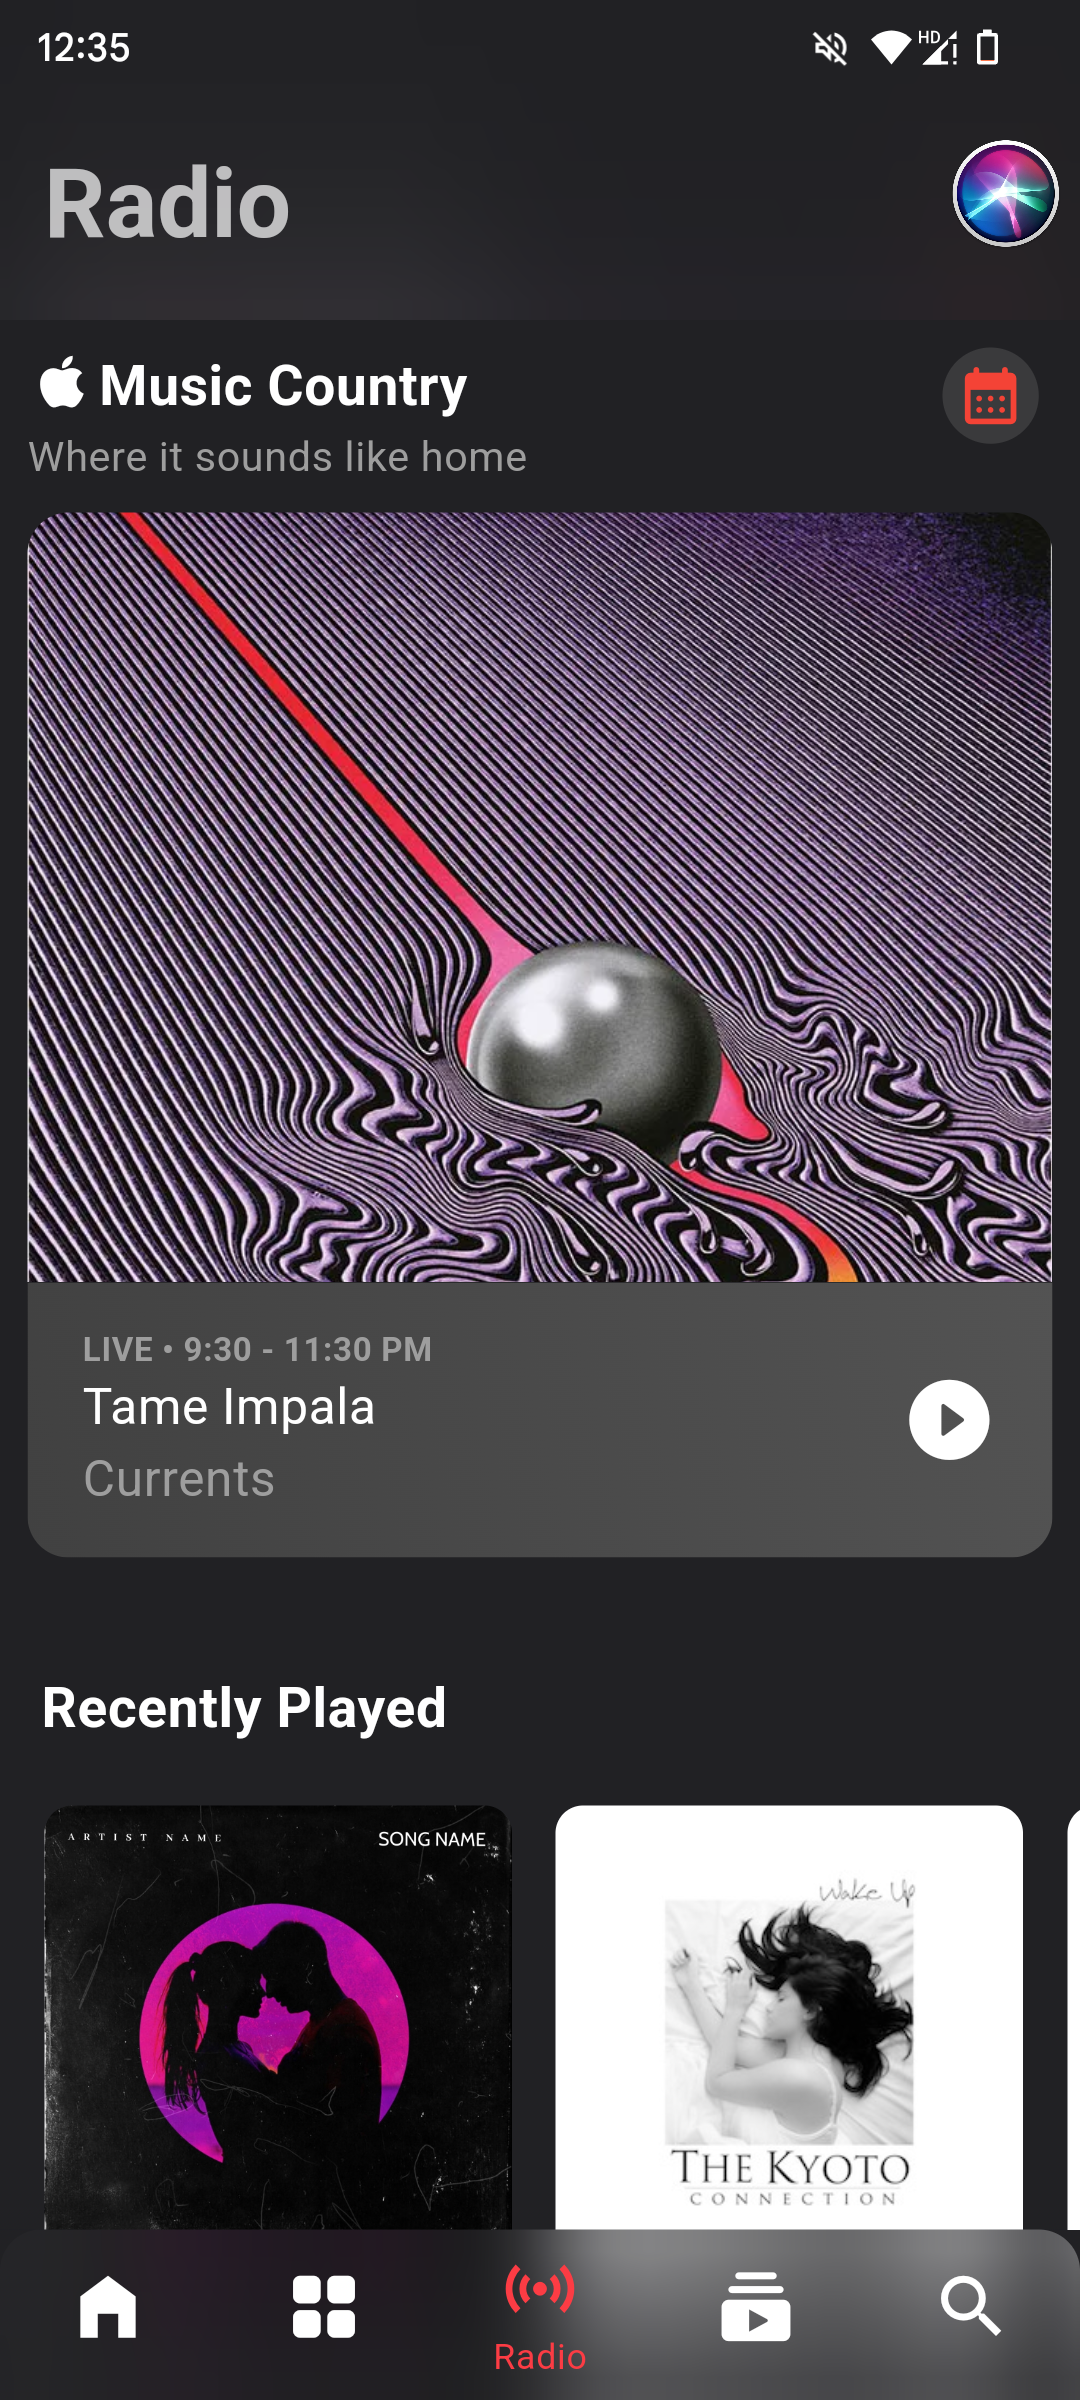 12:35
HD
Radio
Music Country
Where it sounds like home
LIVE • 9:30 - 11:30 PM
Tame Impala
Currents
Recently Played
ARTIST NAME
SONG NAME
Wake Up
THE KYOTO
CONNECTION
Radio